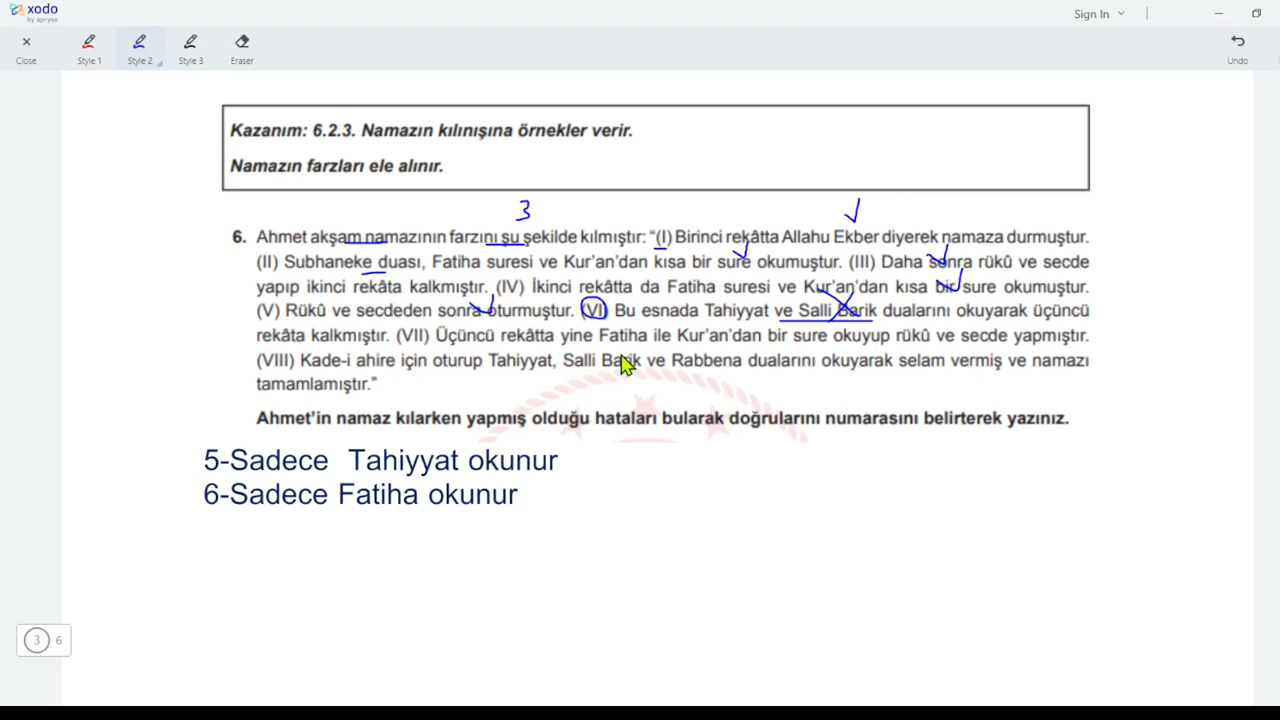 xodo
by apryse
Sign In
Close
Style 1
Style 2
Style 3
Eraser
Undo
Kazanım: 6.2.3. Namazın kılınışına örnekler verir.
Namazın farzları ele alınır.
3
6. Ahmet akşam namazının farzını şu şekilde kılmıştır: “(I) Birinci rekâtta Allahu Ekber diyerek namaza durmuştur.
(II) Subhaneke duası, Fatiha suresi ve Kur’an’dan kısa bir sure okumuştur. (III) Daha sonra rükû ve secde
yapıp ikinci rekâta kalkmıştır. (IV) İkinci rekâtta da Fatiha suresi ve Kur’an’dan kısa bir sure okumuştur.
(V) Rükû ve secdeden sonra oturmuştur. (VI) Bu esnada Tahiyyat ve Salli Barik dualarını okuyarak üçüncü
rekâta kalkmıştır. (VII) Üçüncü rekâtta yine Fatiha ile Kur’an’dan bir sure okuyup rükû ve secde yapmıştır.
(VIII) Kade-i ahire için oturup Tahiyyat, Salli Barik ve Rabbena dualarını okuyarak selam vermiş ve namazı
tamamlamıştır.”
Ahmet’in namaz kılarken yapmış olduğu hataları bularak doğrularını numarasını belirterek yazınız.
5-Sadece Tahiyyat okunur
6-Sadece Fatiha okunur
3 6